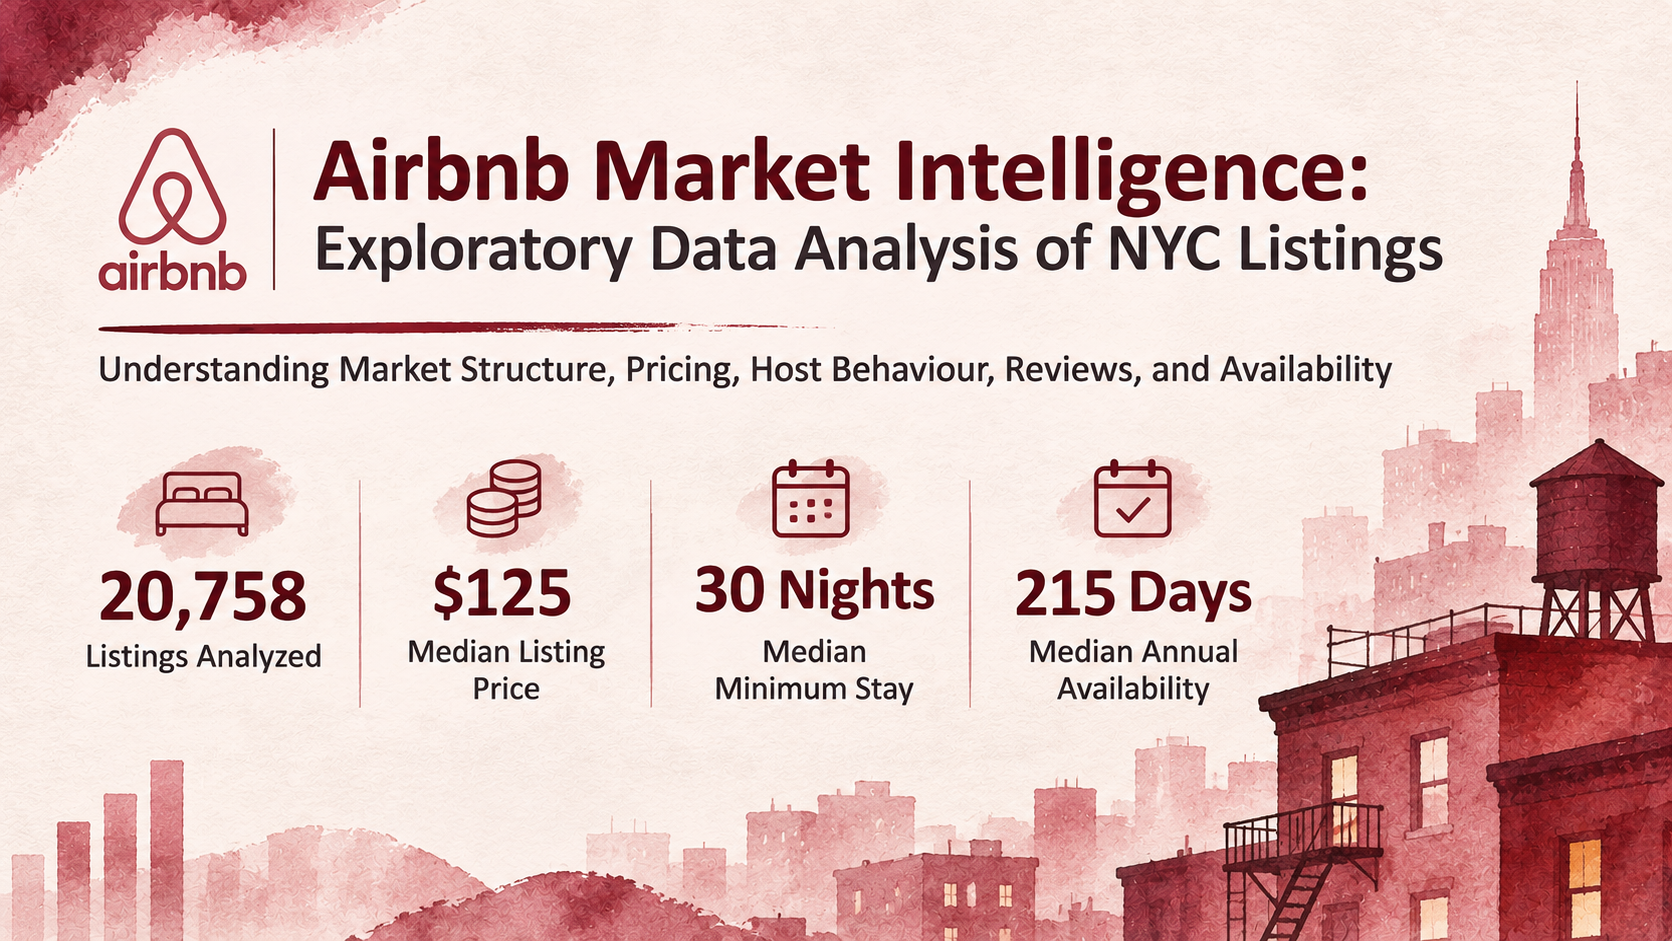 airbnb
Airbnb Market Intelligence:
Exploratory Data Analysis of NYC Listings
Understanding Market Structure, Pricing, Host Behaviour, Reviews, and Availability
20,758
Listings Analyzed
$125
Median Listing
Price
30 Nights
Median
Minimum Stay
215 Days
Median Annual
Availability